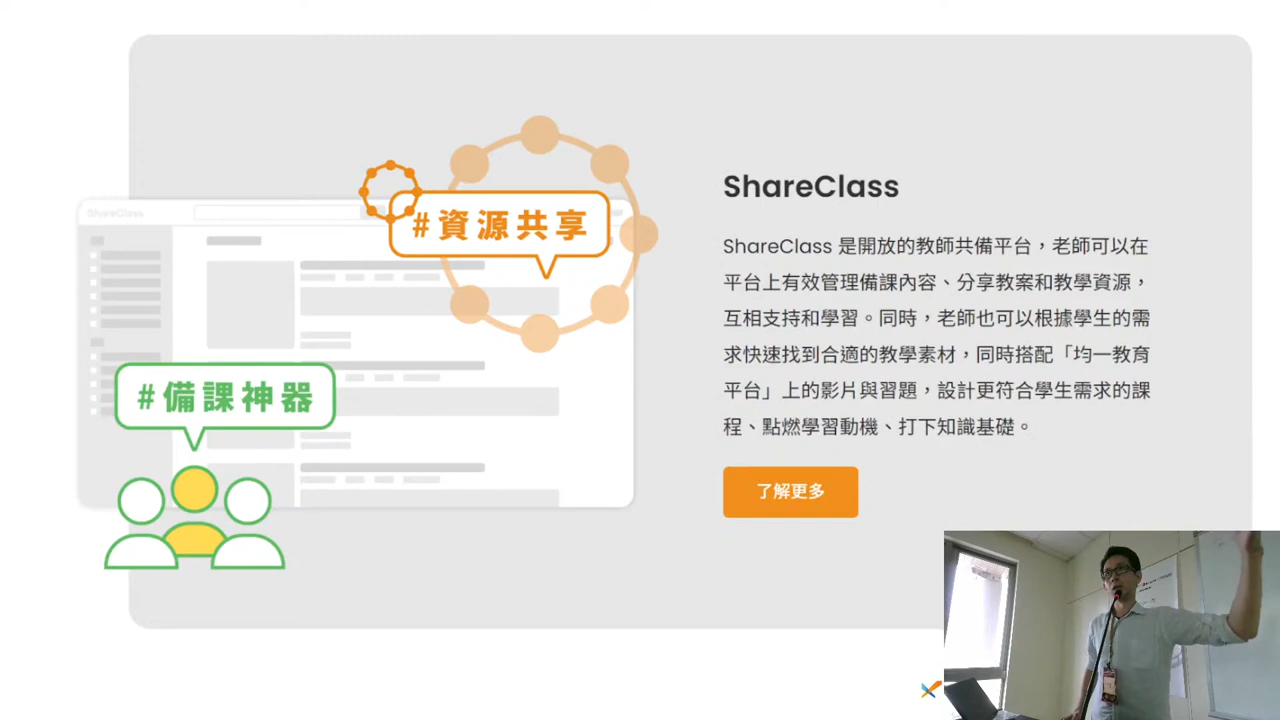 ShareClass
#資源共享
#備課神器
ShareClass
ShareClass 是開放的教師共備平台，老師可以在
平台上有效管理備課內容、分享教案和教學資源，
互相支持和學習。同時，老師也可以根據學生的需
求快速找到合適的教學素材，同時搭配「均一教育
平台」上的影片與習題，設計更符合學生需求的課
程、點燃學習動機、打下知識基礎。
了解更多